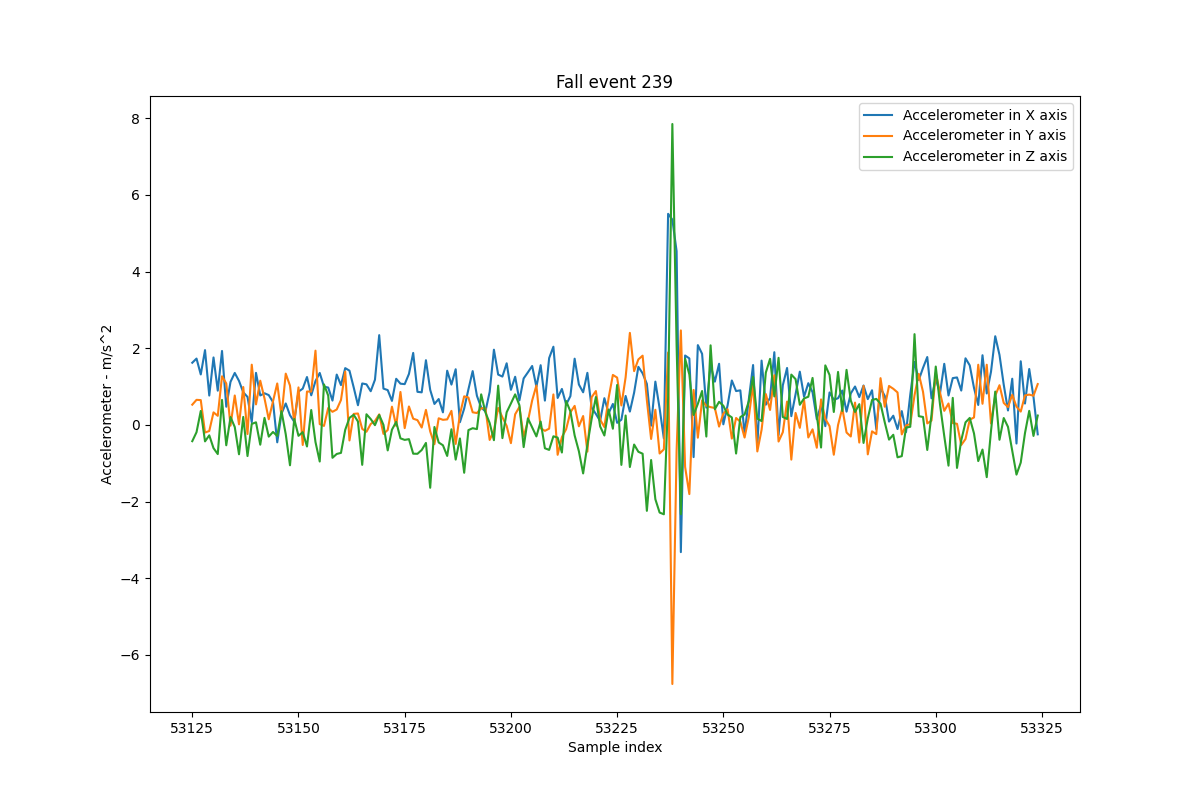 Fall event 239
Accelerometer in X axis
Accelerometer in Y axis
Accelerometer in Z axis
8
6
4
2
0
−2
−4
−6
Accelerometer - m/s^2
53125 53150 53175 53200 53225 53250 53275 53300 53325
Sample index